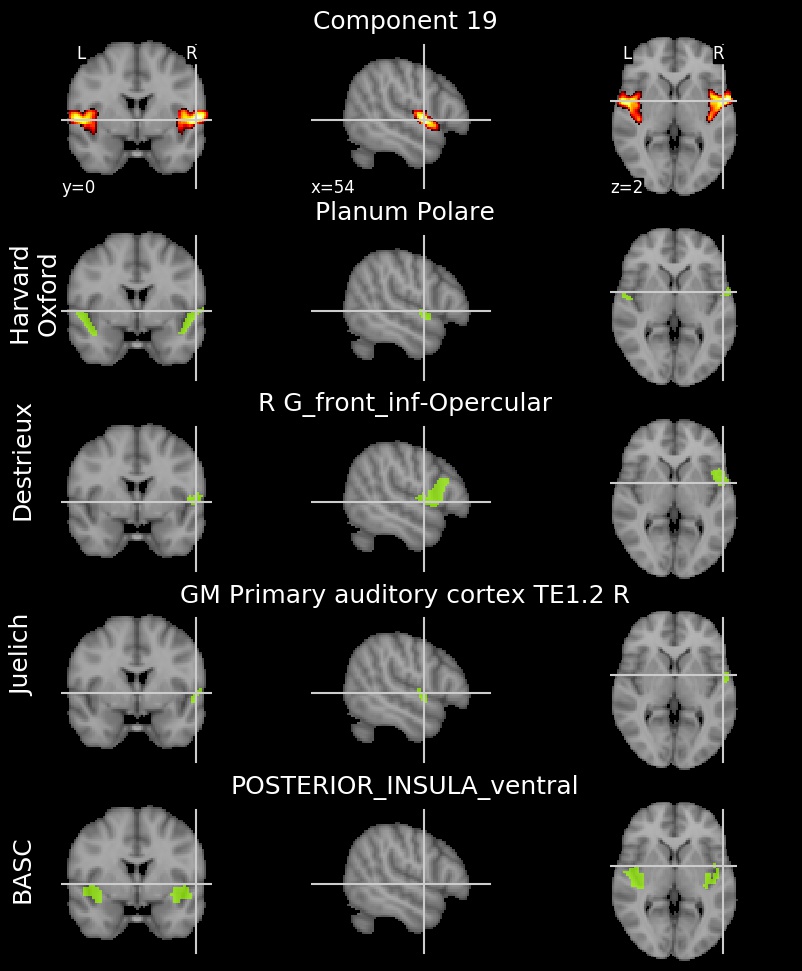 Component 19
L R L R
y=0 x=54 z=2
Planum Polare
Harvard
Oxford
R G_front_inf-Opercular
Destrieux
GM Primary auditory cortex TE1.2 R
Juelich
POSTERIOR_INSULA_ventral
BASC